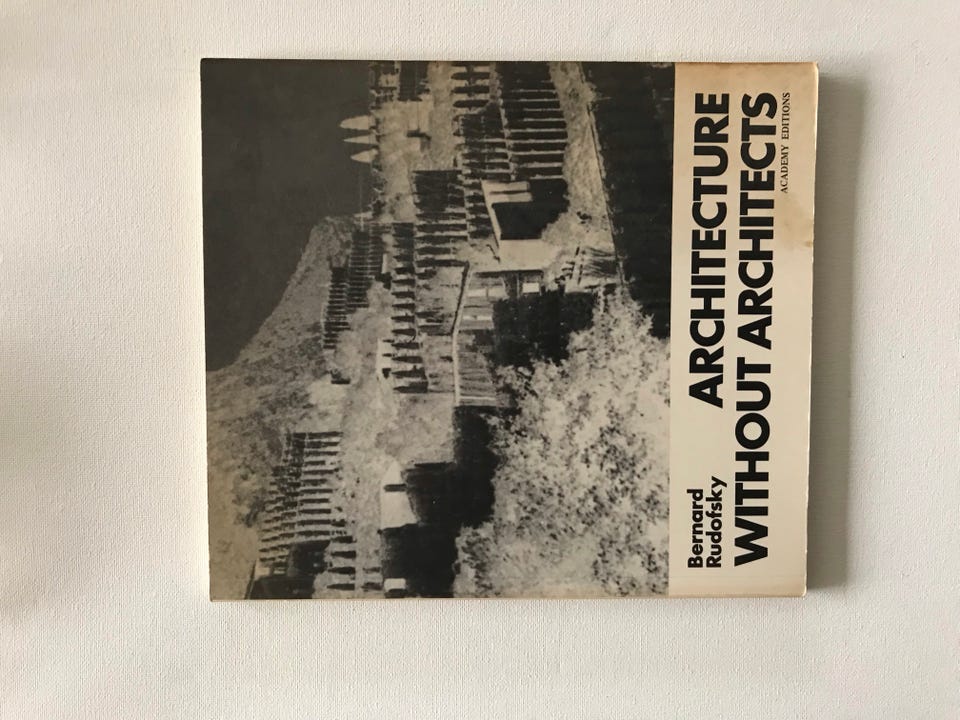 Bernard
Rudofsky
ARCHITECTURE
WITHOUT ARCHITECTS
ACADEMY EDITIONS